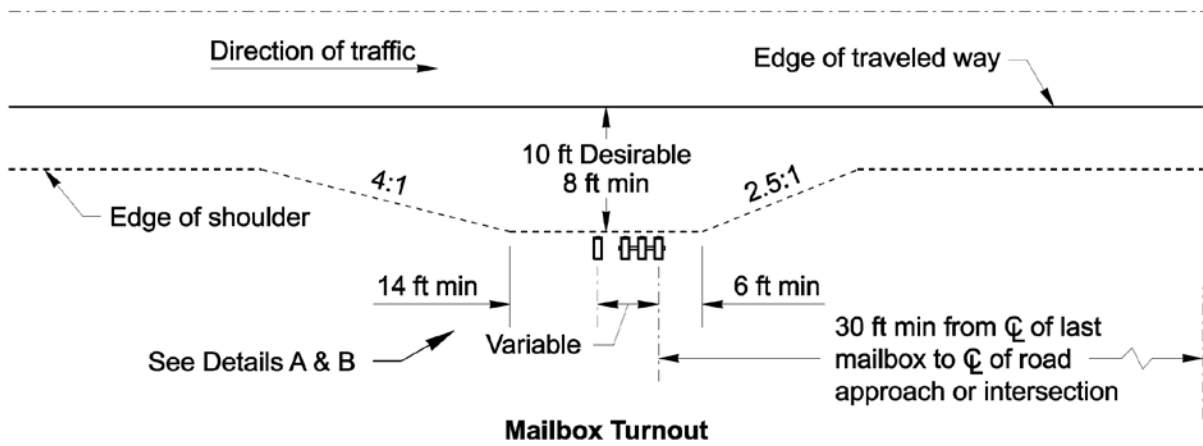 Direction of traffic
Edge of traveled way
10 ft Desirable
8 ft min
4:1
2.5:1
Edge of shoulder
14 ft min
6 ft min
Variable
See Details A & B
30 ft min from ℄ of last
mailbox to ℄ of road
approach or intersection
Mailbox Turnout